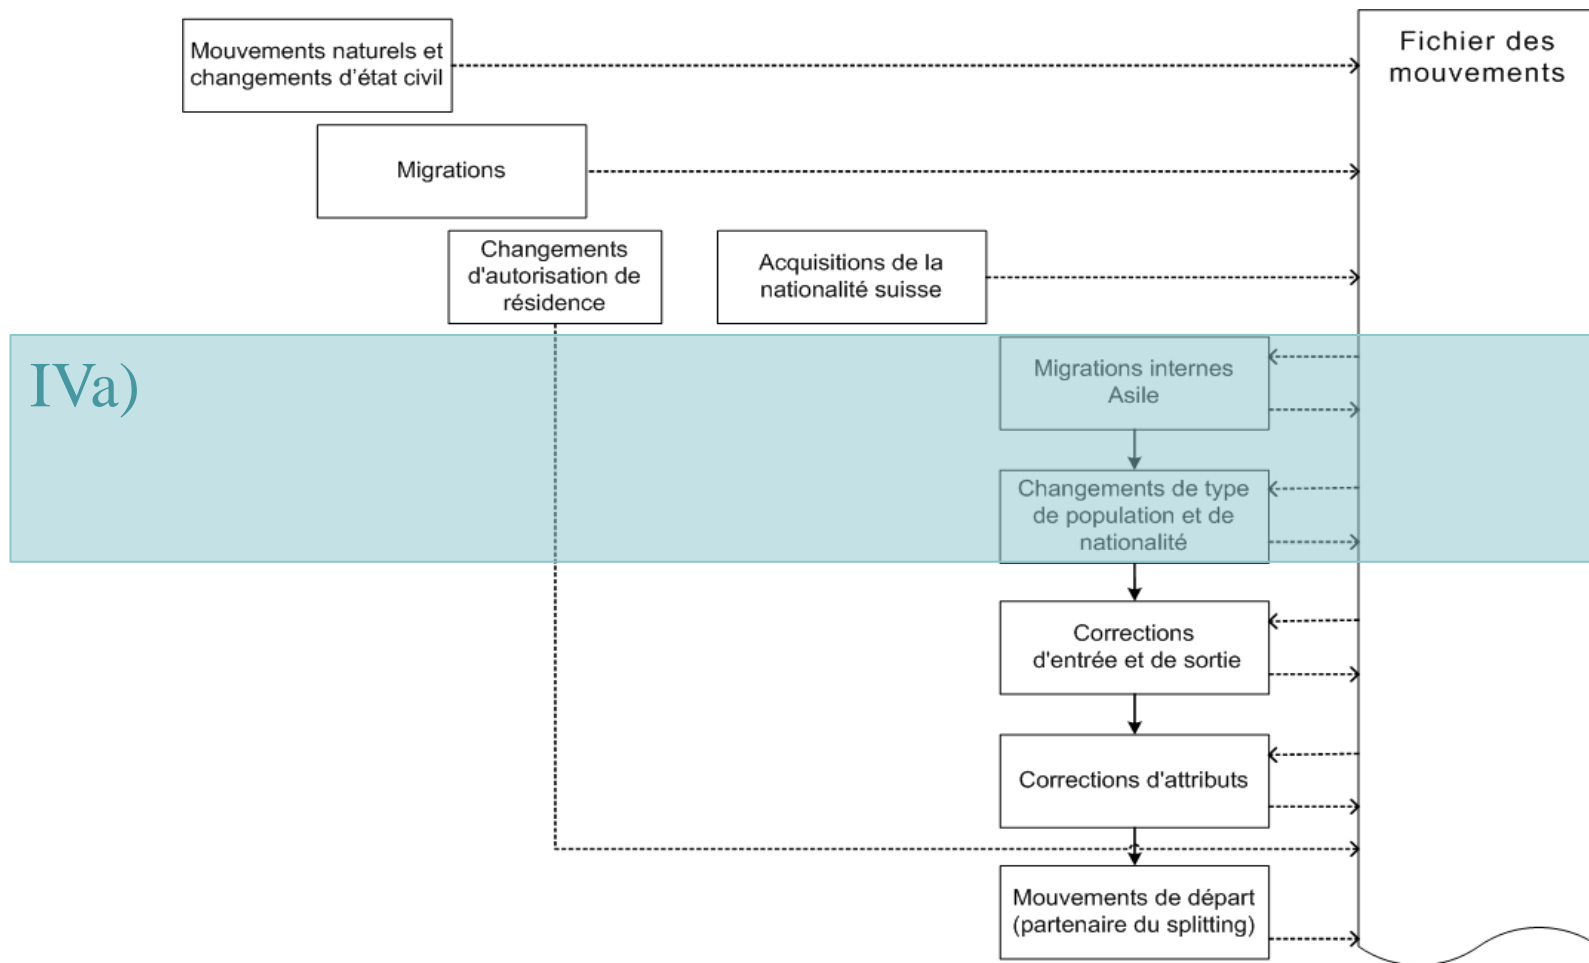 Mouvements naturels et
changements d'état civil
Fichier des
mouvements
Migrations
Changements
d'autorisation de
résidence
Acquisitions de la
nationalité suisse
IVa)
Migrations internes
Asile
Changements de type
de population et de
nationalité
Corrections
d'entrée et de sortie
Corrections d'attributs
Mouvements de départ
(partenaire du splitting)